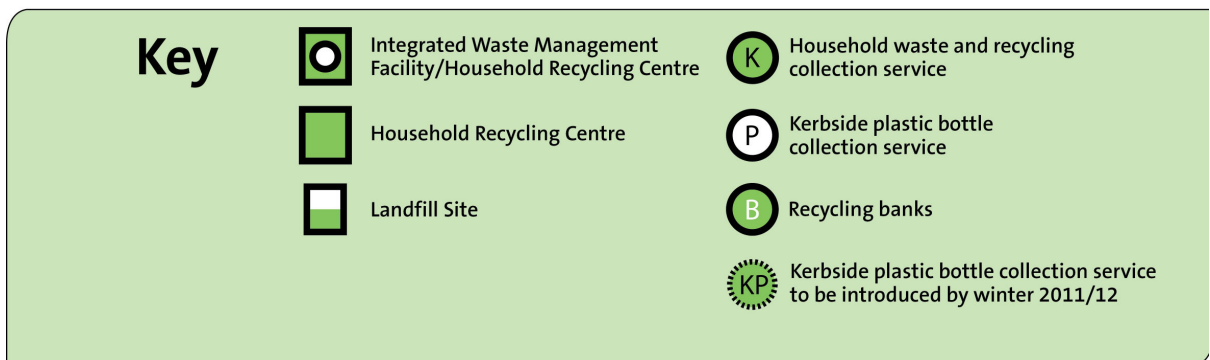 Key
Integrated Waste Management
Facility/Household Recycling Centre
Household Recycling Centre
Landfill Site
K
Household waste and recycling
collection service
P
Kerbside plastic bottle
collection service
B
Recycling banks
KP
Kerbside plastic bottle collection service
to be introduced by winter 2011/12